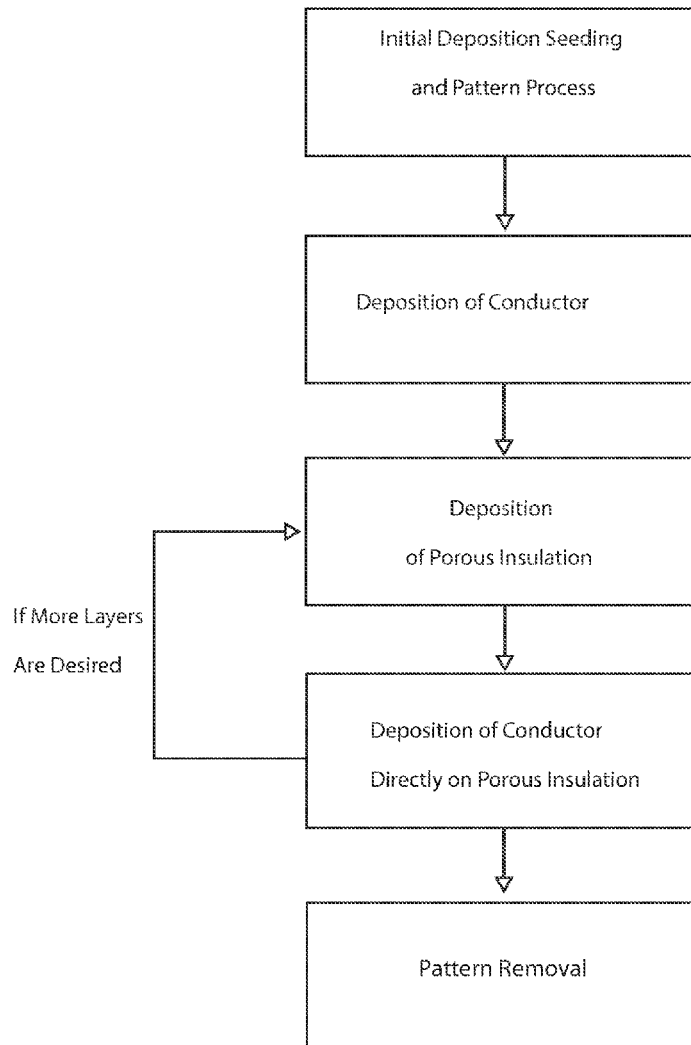 Initial Deposition Seeding
and Pattern Process
Deposition of Conductor
Deposition
of Porous Insulation
If More Layers
Are Desired
Deposition of Conductor
Directly on Porous Insulation
Pattern Removal